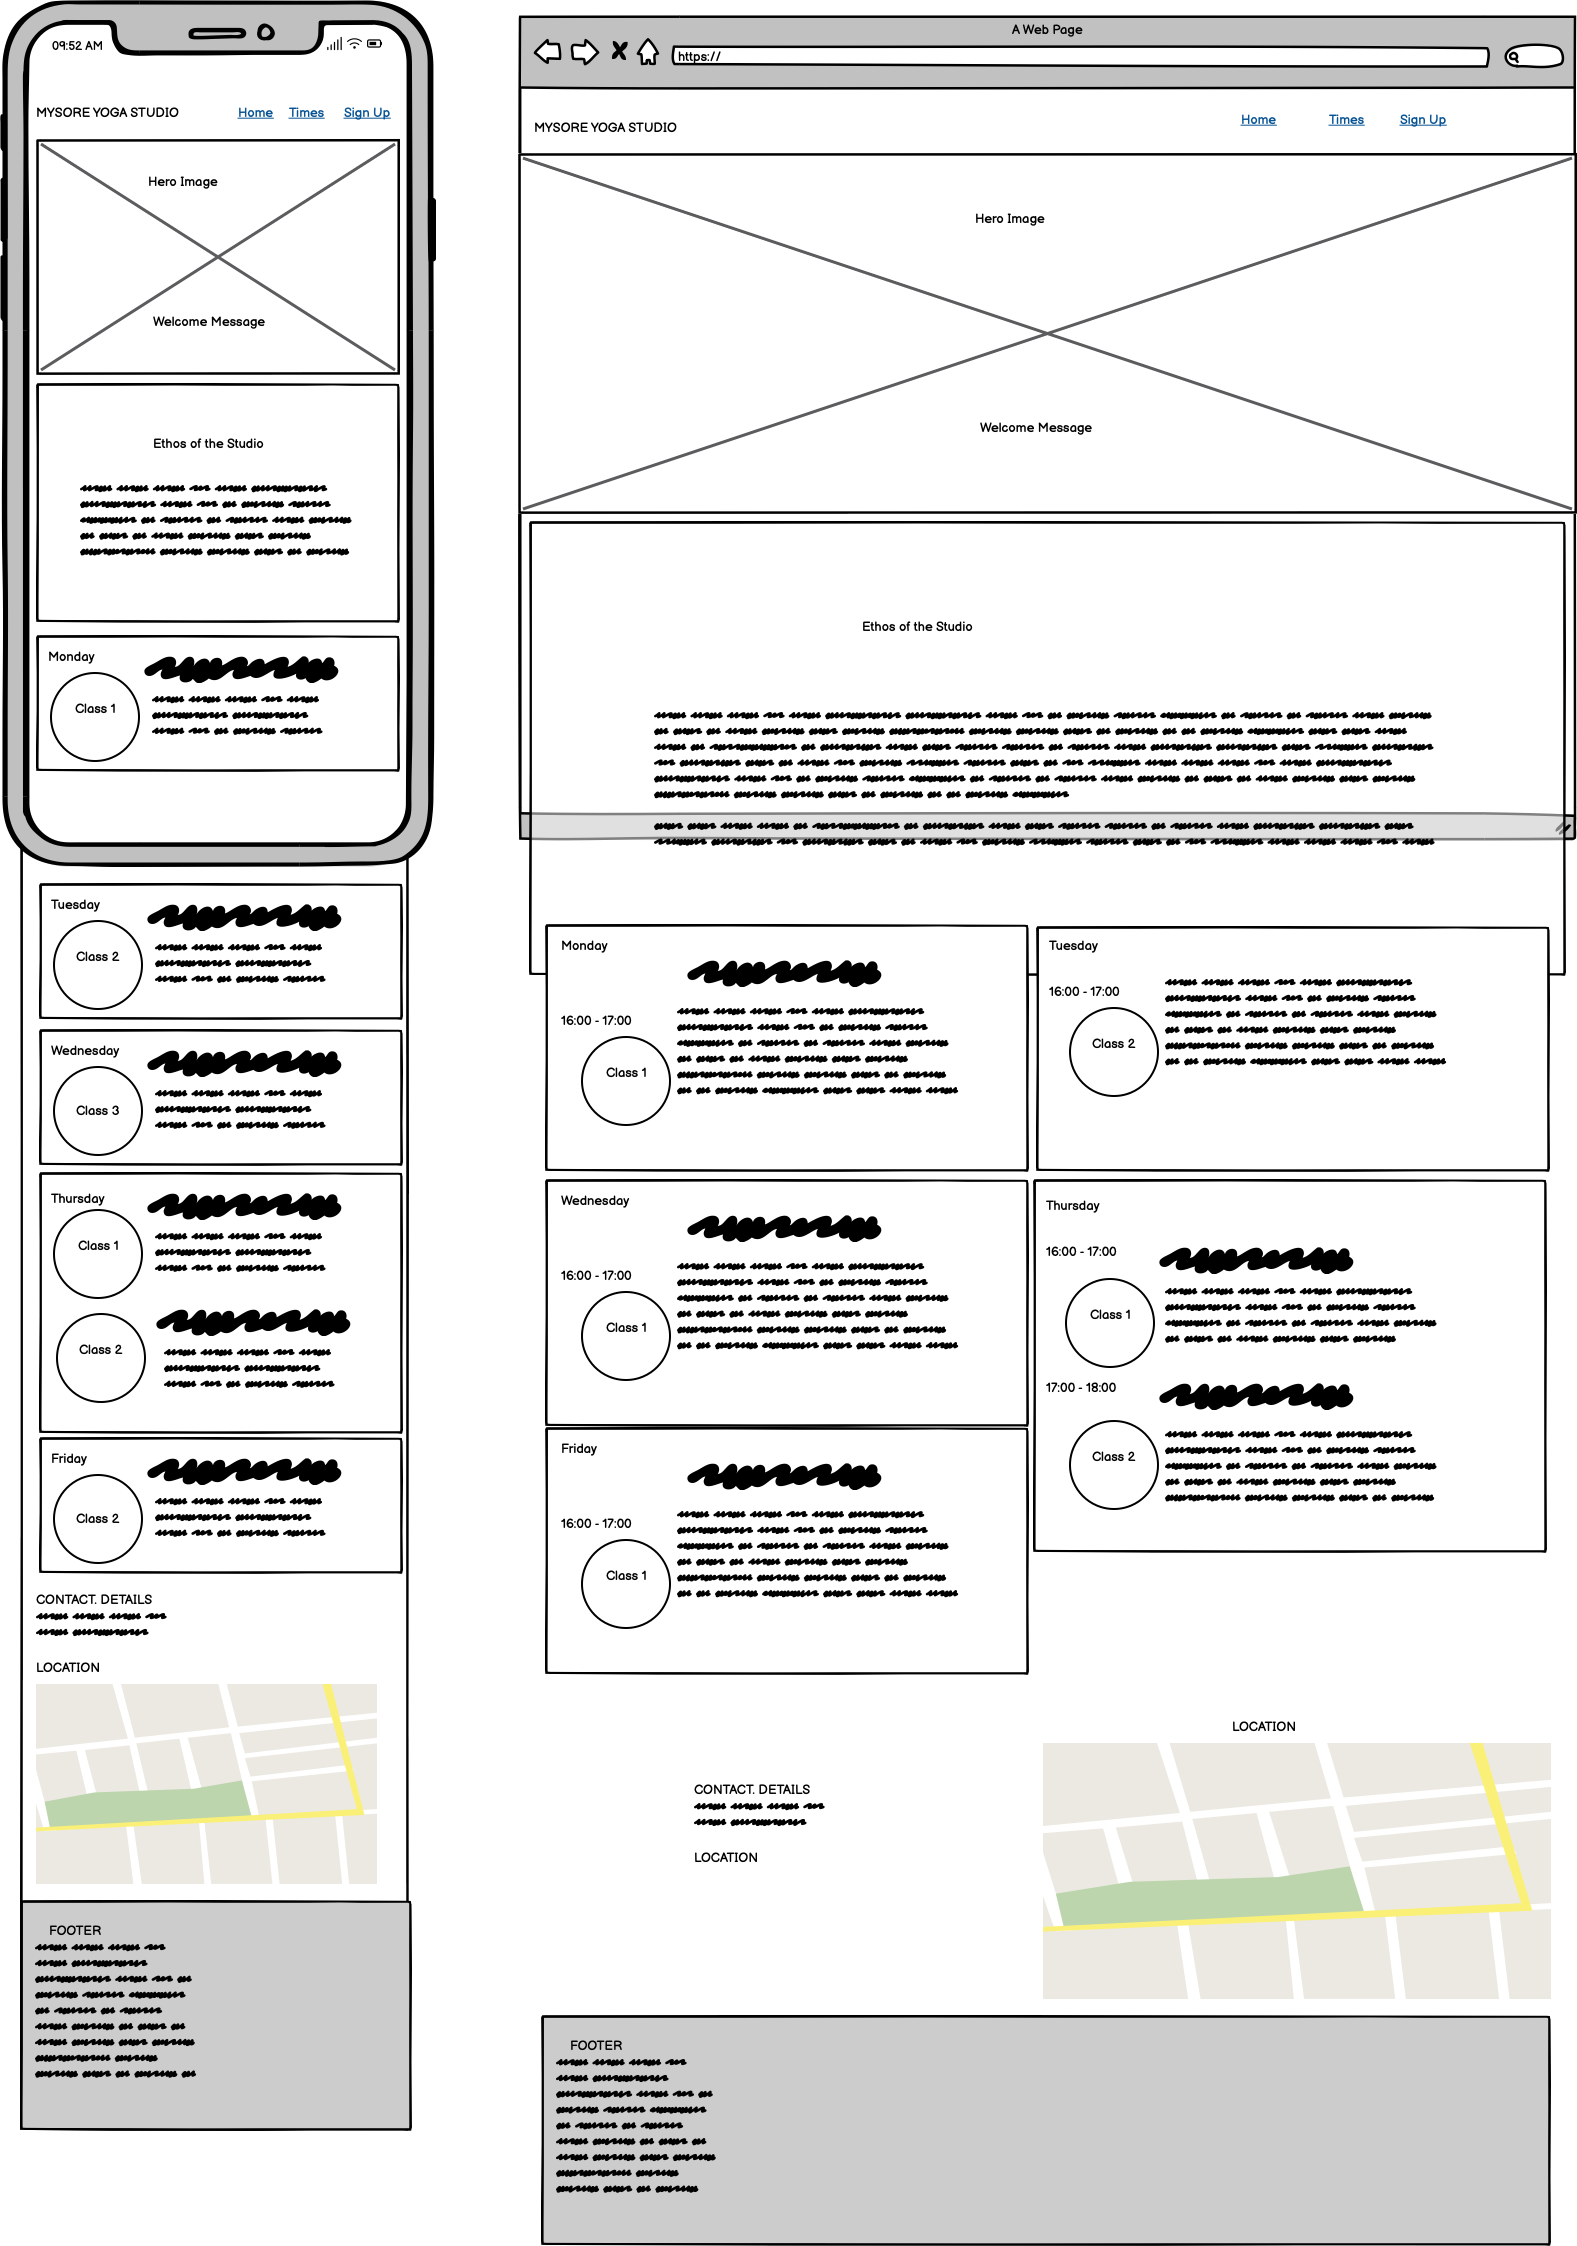 09:52 AM
MYSORE YOGA STUDIO Home Times Sign Up
Hero Image
Welcome Message
Ethos of the Studio
Monday
Class 1
Tuesday
Class 2
Wednesday
Class 3
Thursday
Class 1
Class 2
Friday
Class 2
CONTACT. DETAILS
LOCATION
FOOTER
A Web Page
https://
MYSORE YOGA STUDIO Home Times Sign Up
Hero Image
Welcome Message
Ethos of the Studio
Monday
16:00 - 17:00
Class 1
Tuesday
16:00 - 17:00
Class 2
Wednesday
16:00 - 17:00
Class 1
Thursday
16:00 - 17:00
Class 1
17:00 - 18:00
Class 2
Friday
16:00 - 17:00
Class 1
CONTACT. DETAILS
LOCATION
LOCATION
FOOTER